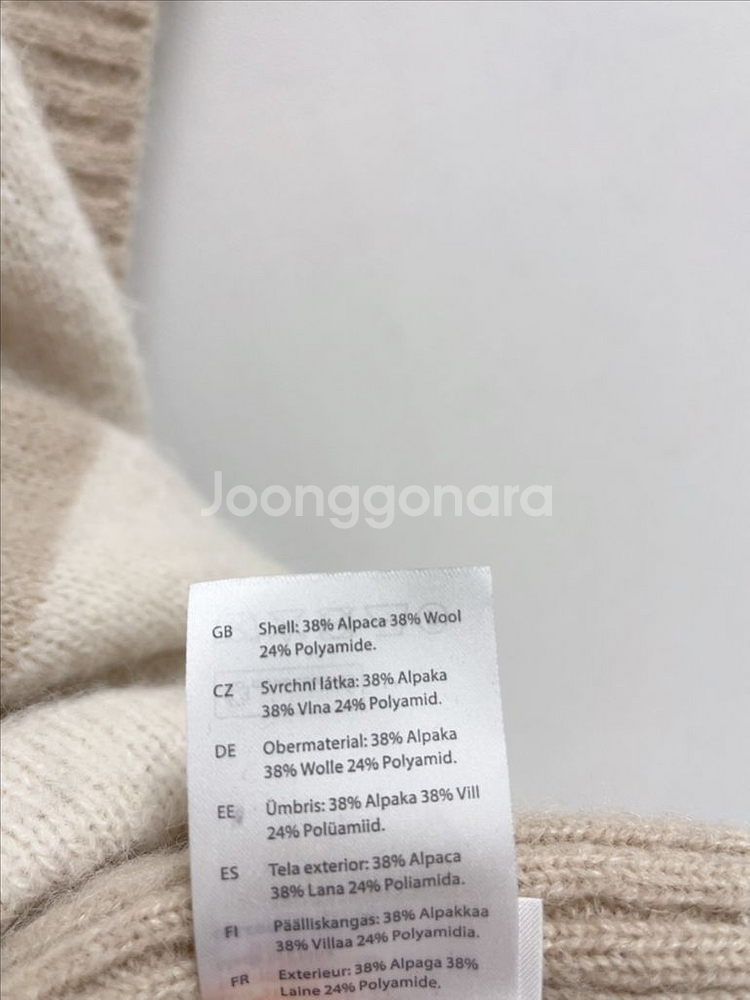 Joonggonara
GB Shell: 38% Alpaca 38% Wool
24% Polyamide.
CZ Svrchní látka: 38% Alpaka
38% Vlna 24% Polyamid.
DE Obermaterial: 38% Alpaka
38% Wolle 24% Polyamid.
EE Ümbris: 38% Alpaka 38% Vill
24% Polüamiid.
ES Tela exterior: 38% Alpaca
38% Lana 24% Poliamida.
FI Päälliskangas: 38% Alpakkaa
38% Villaa 24% Polyamidia.
FR Exterieur: 38% Alpaga 38%
Laine 24% Polyamide.